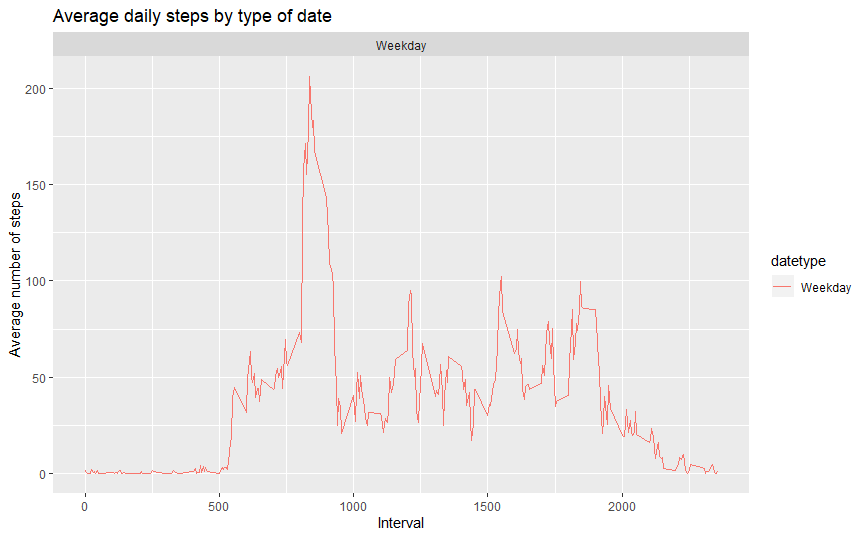 Average daily steps by type of date
Weekday
200
150
100
50
0
Average number of steps
0 500 1000 1500 2000
Interval
datetype
Weekday